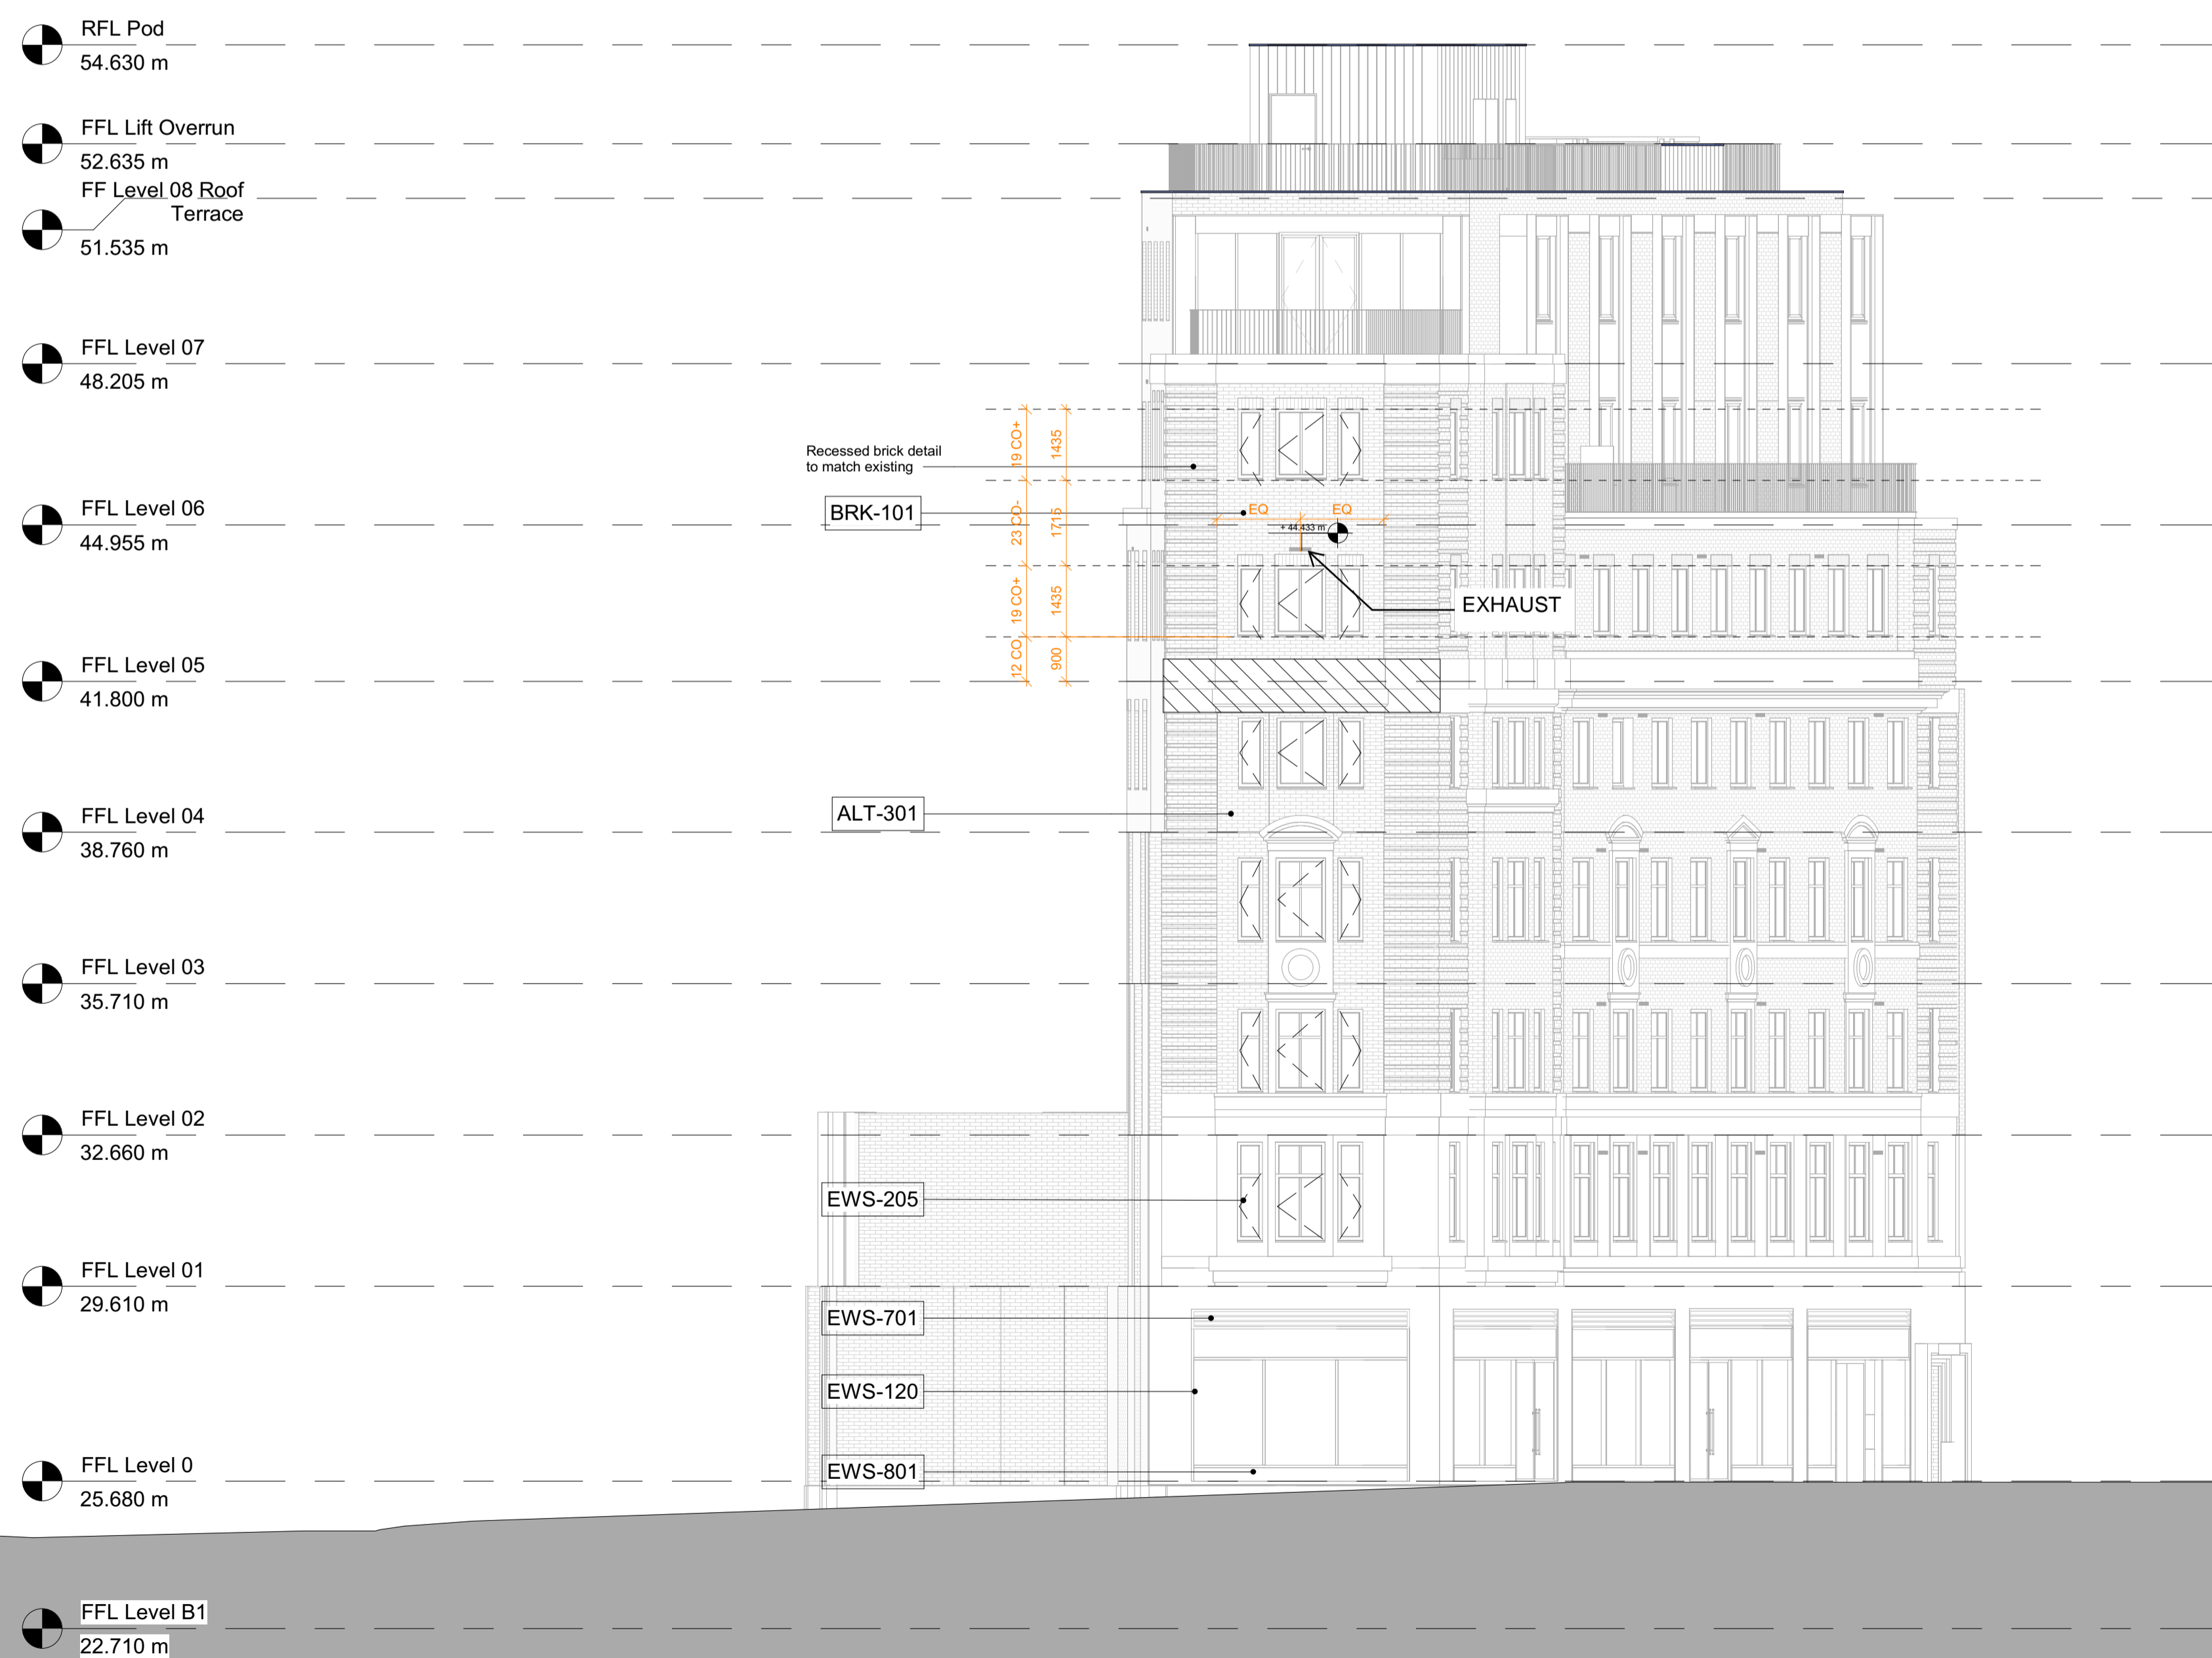 RFL Pod
54.630 m
FFL Lift Overrun
52.635 m
FF Level 08 Roof
Terrace
51.535 m
FFL Level 07
48.205 m
19 CO+
1435
Recessed brick detail
to match existing
BRK-101
EQ
EQ
FFL Level 06
44.955 m
23 CO-
1715
+ 44.433 m
19 CO+
1435
EXHAUST
12 CO
900
FFL Level 05
41.800 m
ALT-301
FFL Level 04
38.760 m
FFL Level 03
35.710 m
FFL Level 02
32.660 m
EWS-205
FFL Level 01
29.610 m
EWS-701
EWS-120
FFL Level 0
EWS-801
25.680 m
FFL Level B1
22.710 m